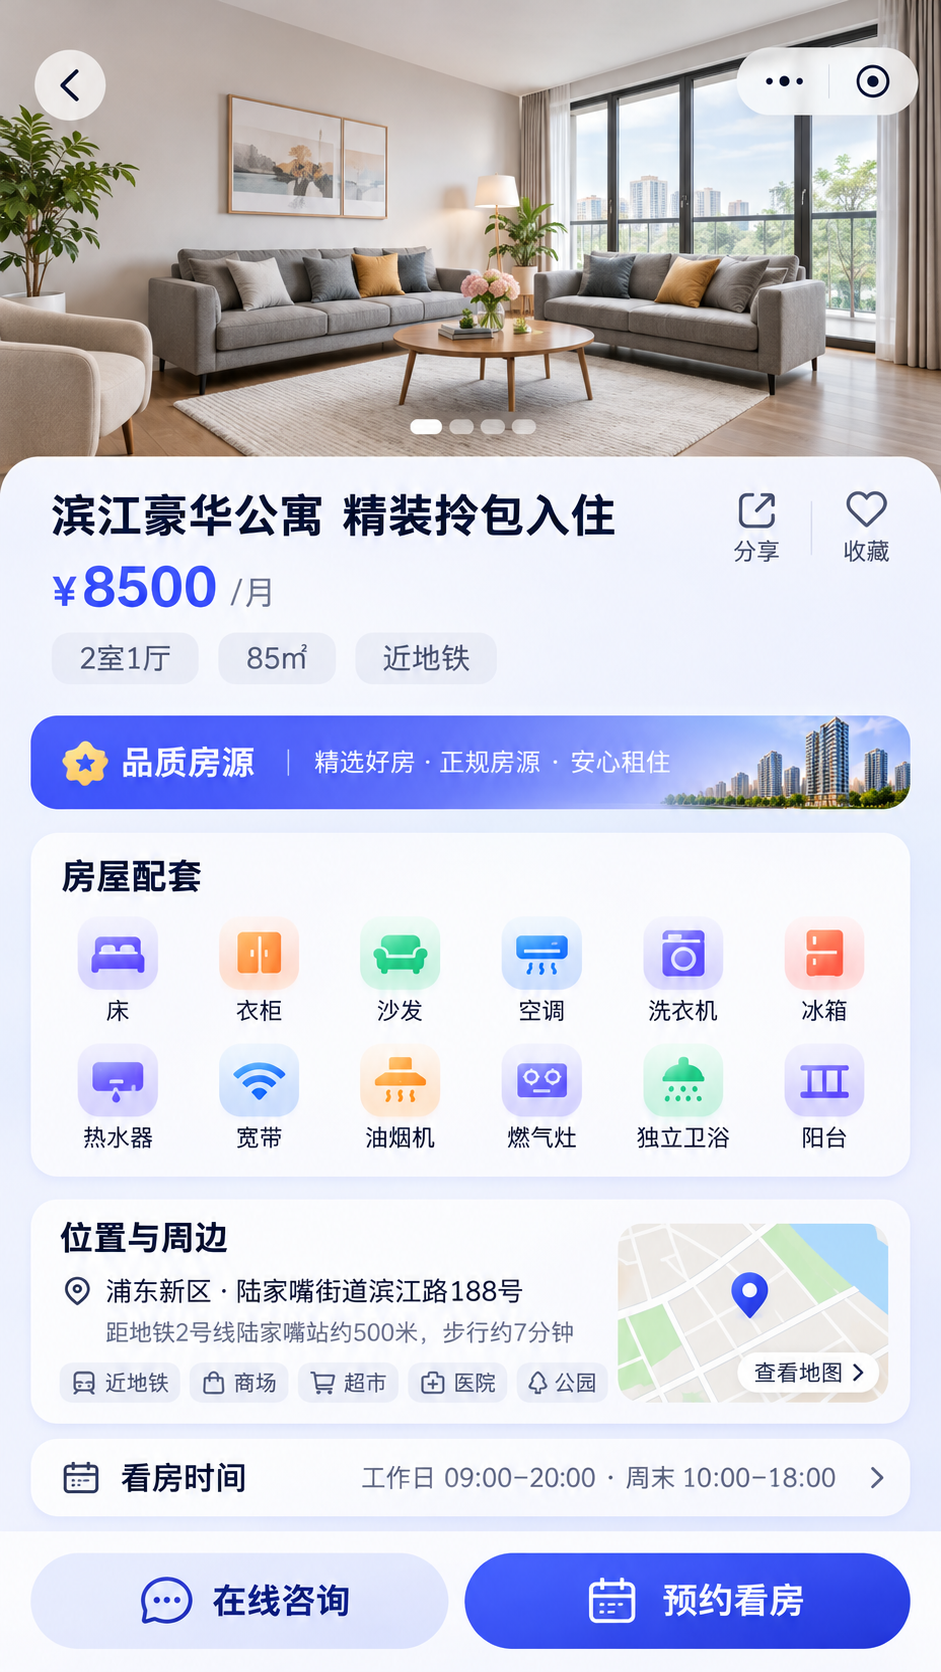 滨江豪华公寓 精装拎包入住
分享
收藏
¥8500 /月
2室1厅
85㎡
近地铁
品质房源
精选好房 · 正规房源 · 安心租住
房屋配套
床
衣柜
沙发
空调
洗衣机
冰箱
热水器
宽带
油烟机
燃气灶
独立卫浴
阳台
位置与周边
浦东新区 · 陆家嘴街道滨江路188号
距地铁2号线陆家嘴站约500米，步行约7分钟
近地铁
商场
超市
医院
公园
查看地图
看房时间
工作日 09:00-20:00 · 周末 10:00-18:00
在线咨询
预约看房